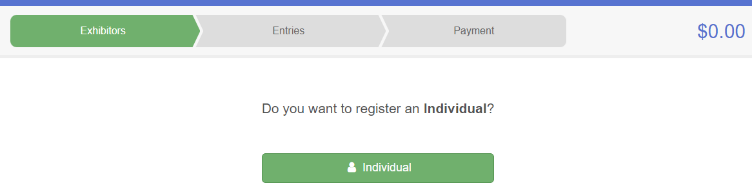 Exhibitors
Entries
Payment
$0.00
Do you want to register an Individual?
Individual